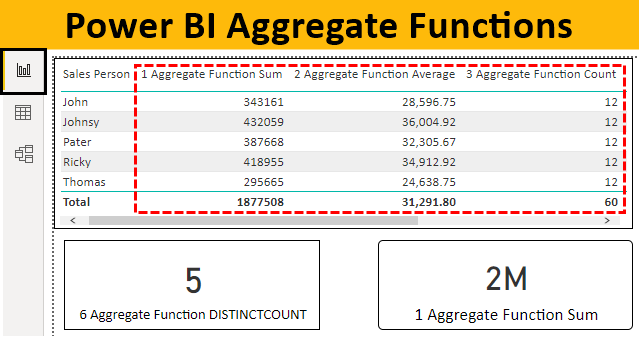 Power BI Aggregate Functions
Sales Person 1 Aggregate Function Sum 2 Aggregate Function Average 3 Aggregate Function Count
John 343161 28,596.75 12
Johnsy 432059 36,004.92 12
Pater 387668 32,305.67 12
Ricky 418955 34,912.92 12
Thomas 295665 24,638.75 12
Total 1877508 31,291.80 60
5
6 Aggregate Function DISTINCTCOUNT
2M
1 Aggregate Function Sum